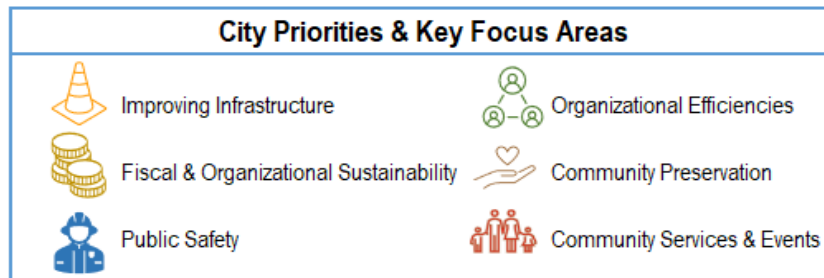 City Priorities & Key Focus Areas
Improving Infrastructure
Organizational Efficiencies
Fiscal & Organizational Sustainability
Community Preservation
Public Safety
Community Services & Events